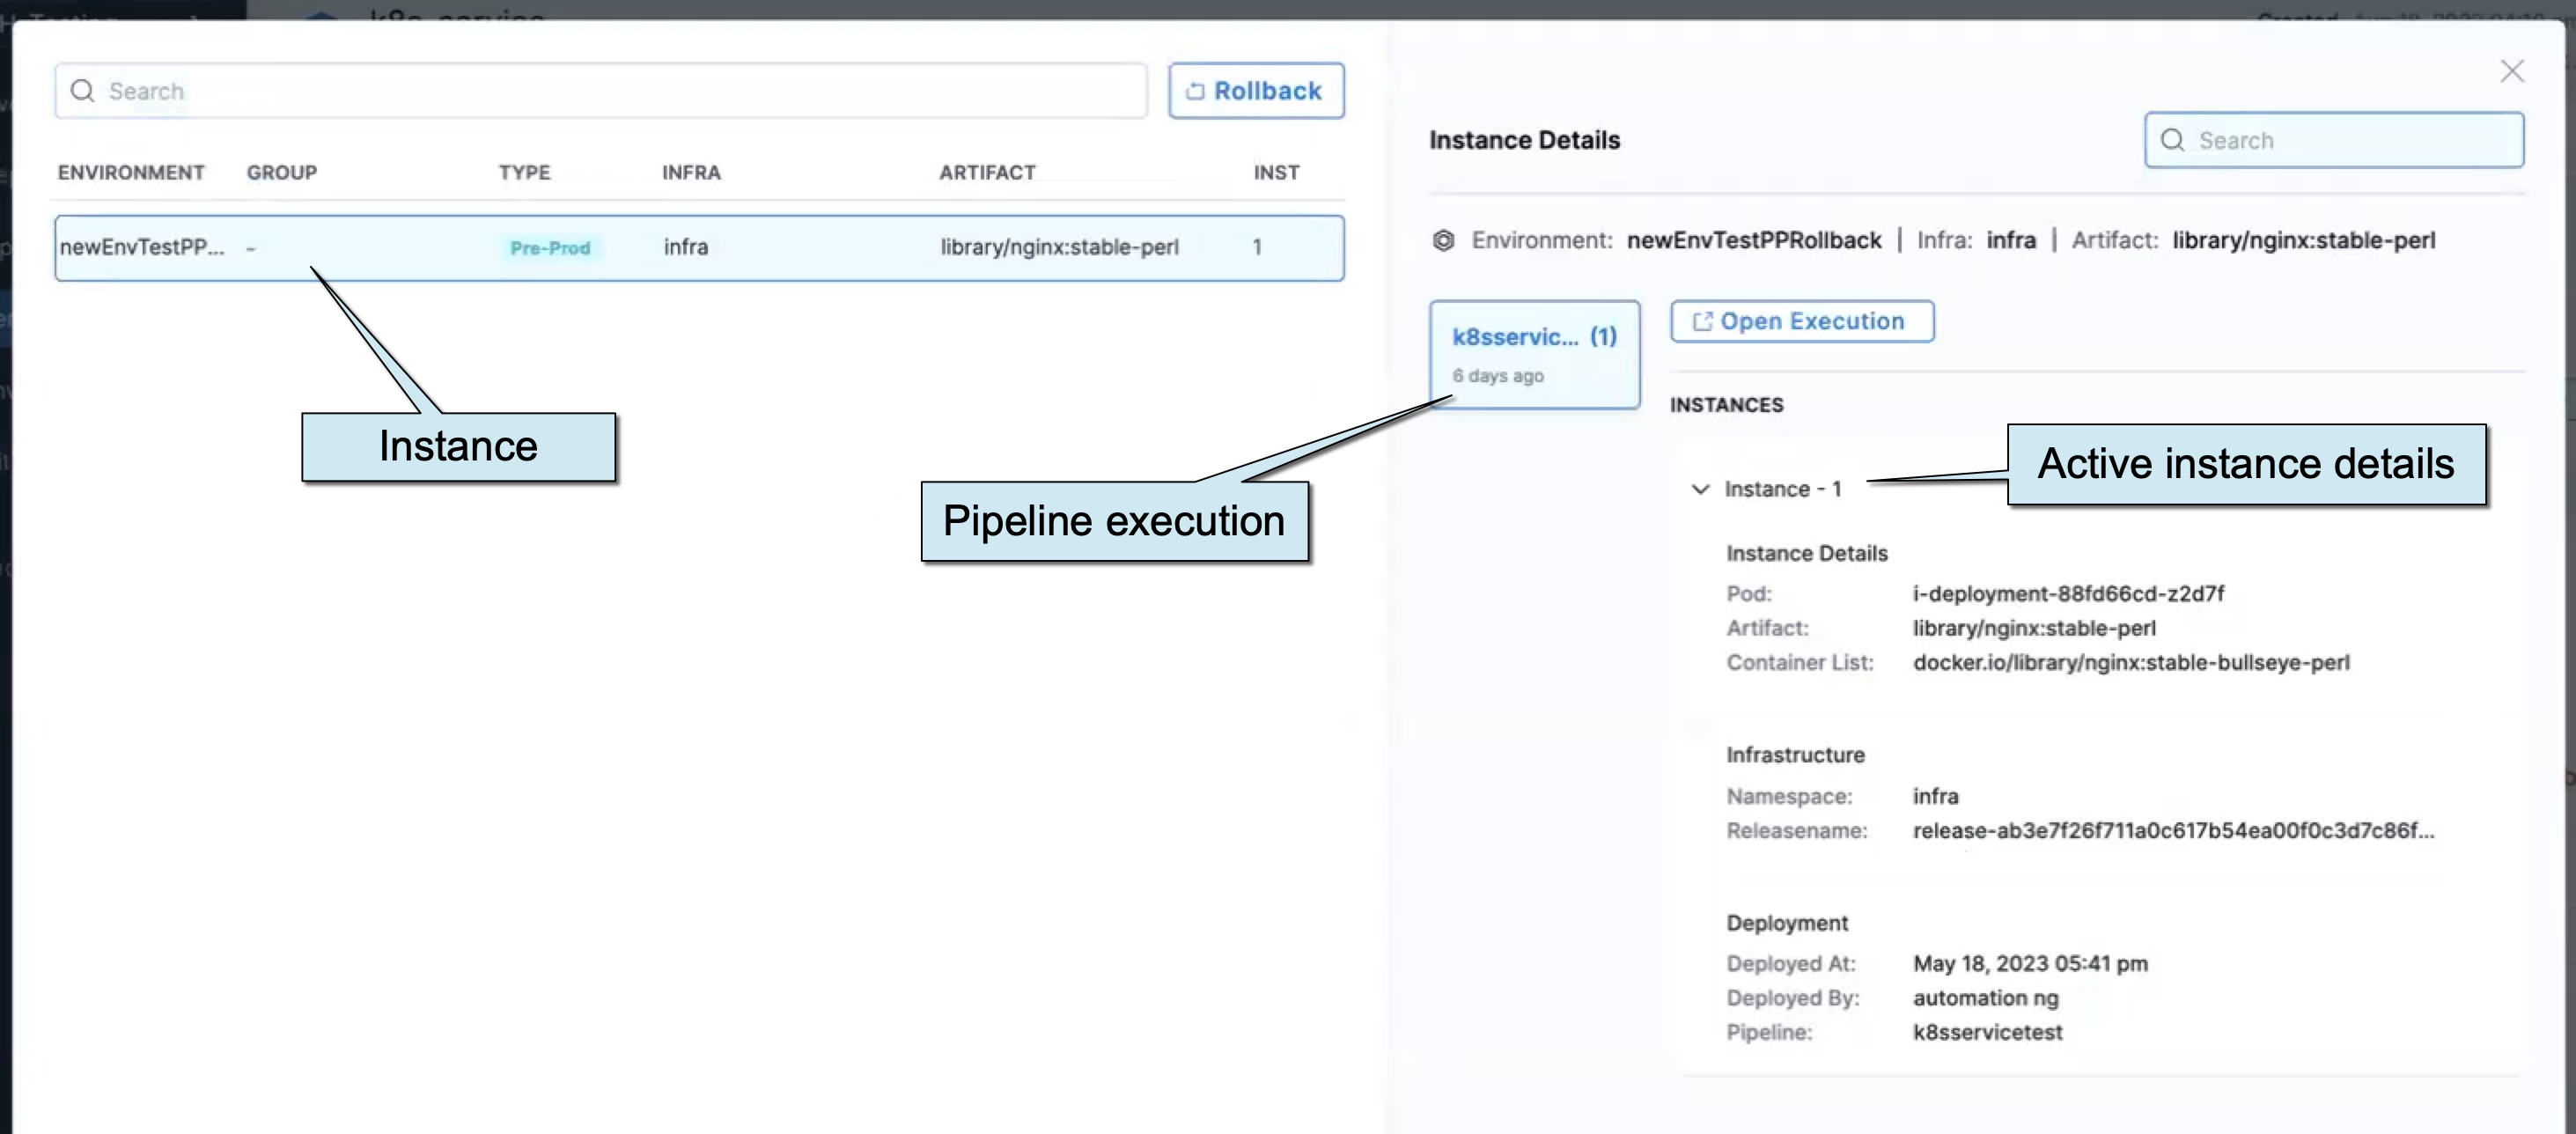 k8s_service
Search
Rollback
ENVIRONMENT GROUP TYPE INFRA ARTIFACT INST
newEnvTestPP... - Pre-Prod infra library/nginx:stable-perl 1
Instance
Pipeline execution
Instance Details
Search
Environment: newEnvTestPPRollback | Infra: infra | Artifact: library/nginx:stable-perl
k8sservic... (1)
6 days ago
Open Execution
INSTANCES
Active instance details
Instance - 1
Instance Details
Pod: i-deployment-88fd66cd-z2d7f
Artifact: library/nginx:stable-perl
Container List: docker.io/library/nginx:stable-bullseye-perl
Infrastructure
Namespace: infra
Releasename: release-ab3e7f26f711a0c617b54ea00f0c3d7c86f...
Deployment
Deployed At: May 18, 2023 05:41 pm
Deployed By: automation ng
Pipeline: k8sservicetest